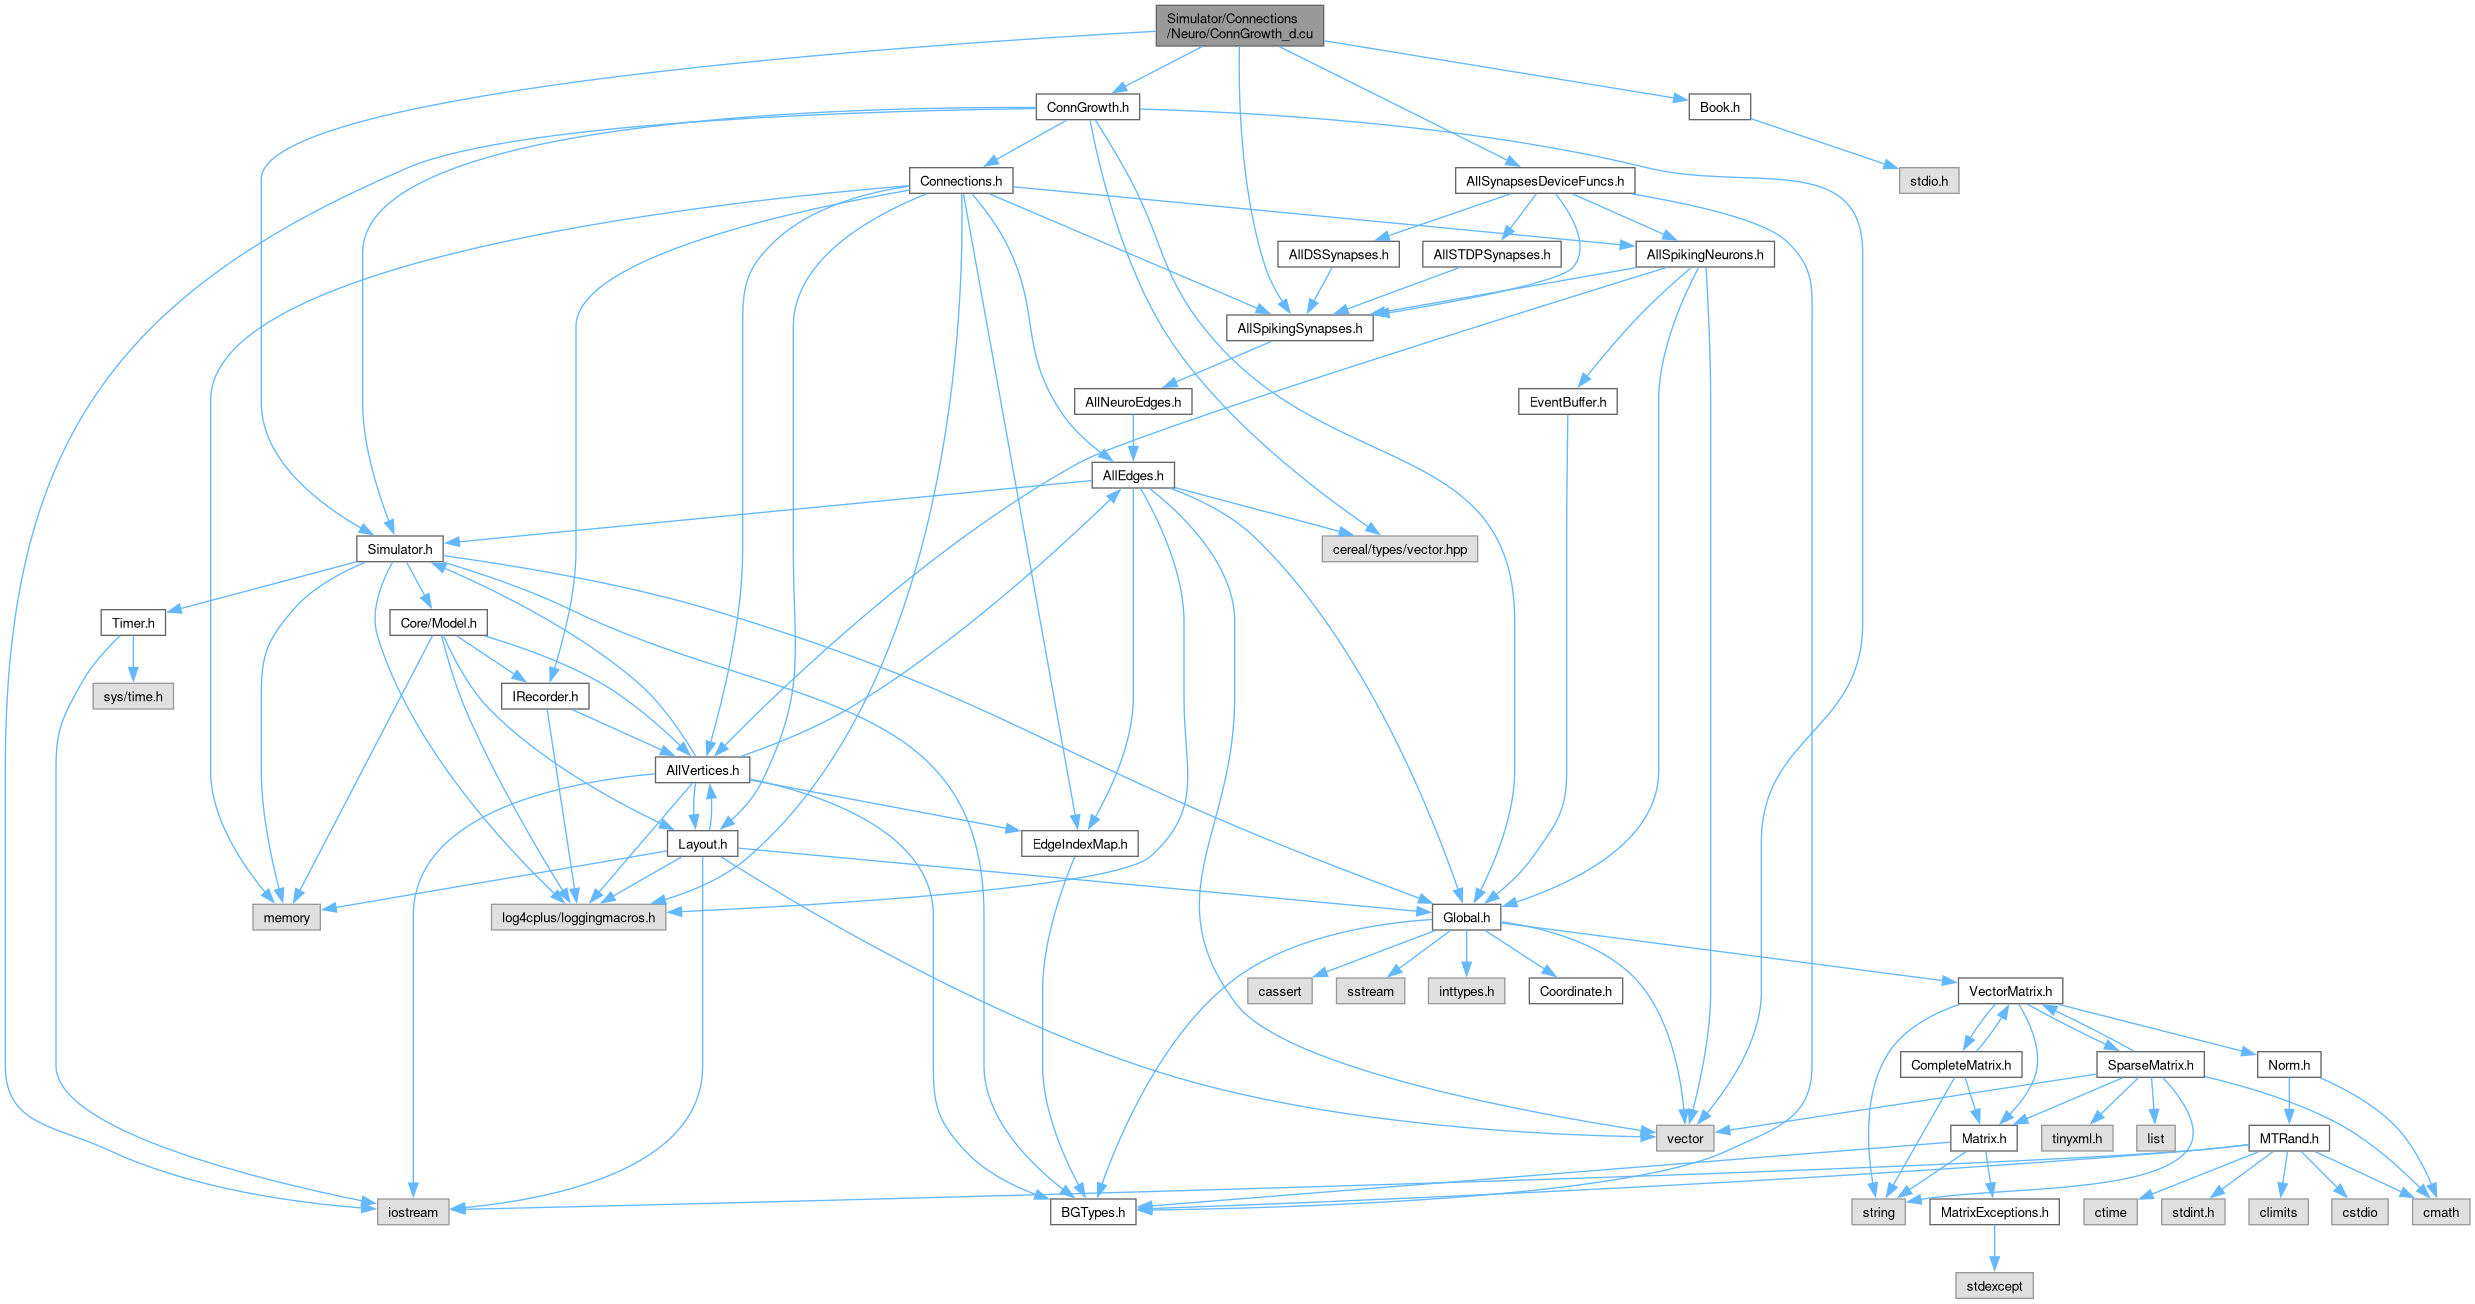 Simulator/Connections
/Neuro/ConnGrowth_d.cu
ConnGrowth.h
Book.h
Connections.h
AllSynapsesDeviceFuncs.h
stdio.h
AllDSSynapses.h
AllSTDPSynapses.h
AllSpikingNeurons.h
AllSpikingSynapses.h
AllNeuroEdges.h
EventBuffer.h
AllEdges.h
Simulator.h
cereal/types/vector.hpp
Timer.h
Core/Model.h
sys/time.h
IRecorder.h
AllVertices.h
Layout.h
EdgeIndexMap.h
memory
log4cplus/loggingmacros.h
Global.h
cassert
sstream
inttypes.h
Coordinate.h
VectorMatrix.h
CompleteMatrix.h
SparseMatrix.h
Norm.h
vector
Matrix.h
tinyxml.h
list
MTRand.h
iostream
BGTypes.h
string
MatrixExceptions.h
ctime
stdint.h
climits
cstdio
cmath
stdexcept